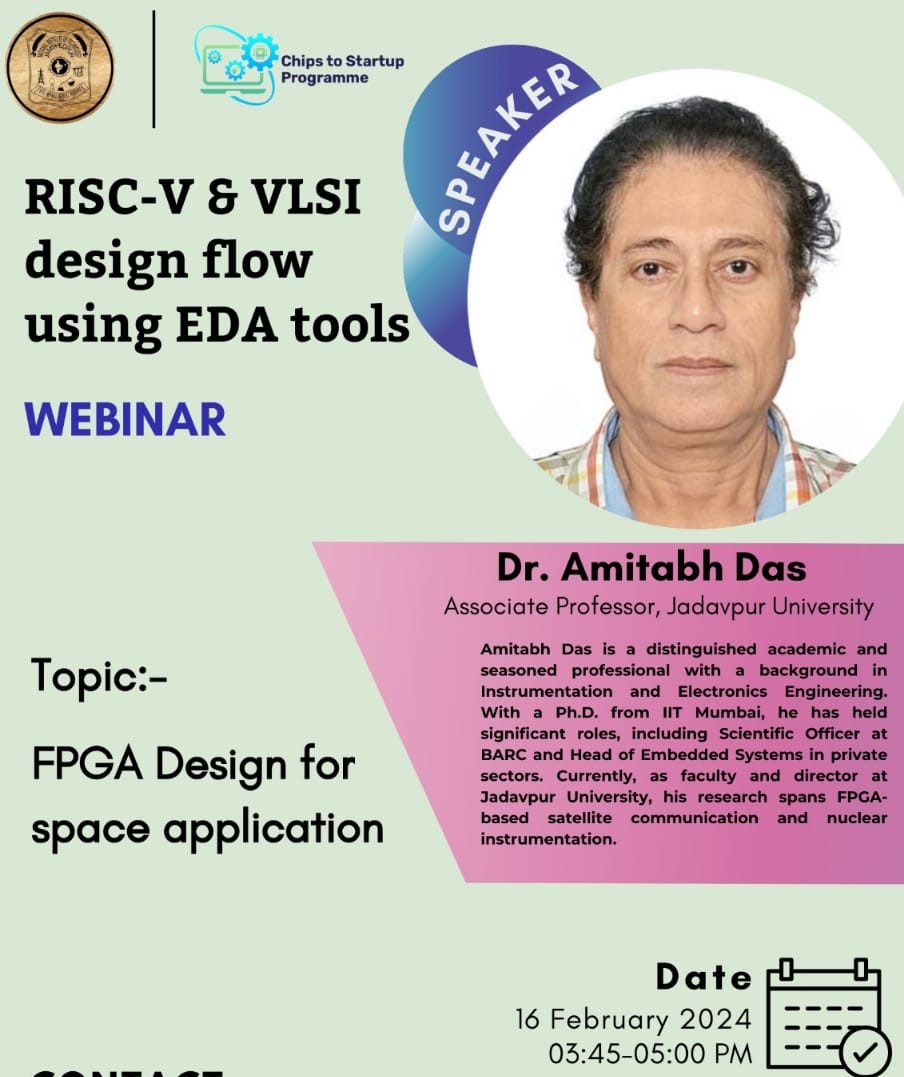 Chips to Startup
Programme
SPEAKER
RISC-V & VLSI
design flow
using EDA tools
WEBINAR
Dr. Amitabh Das
Associate Professor, Jadavpur University
Amitabh Das is a distinguished academic and
seasoned professional with a background in
Instrumentation and Electronics Engineering.
With a Ph.D. from IIT Mumbai, he has held
significant roles, including Scientific Officer at
BARC and Head of Embedded Systems in private
sectors. Currently, as faculty and director at
Jadavpur University, his research spans FPGA-
based satellite communication and nuclear
instrumentation.
Topic:-
FPGA Design for
space application
Date
16 February 2024
03:45-05:00 PM
CONTACT